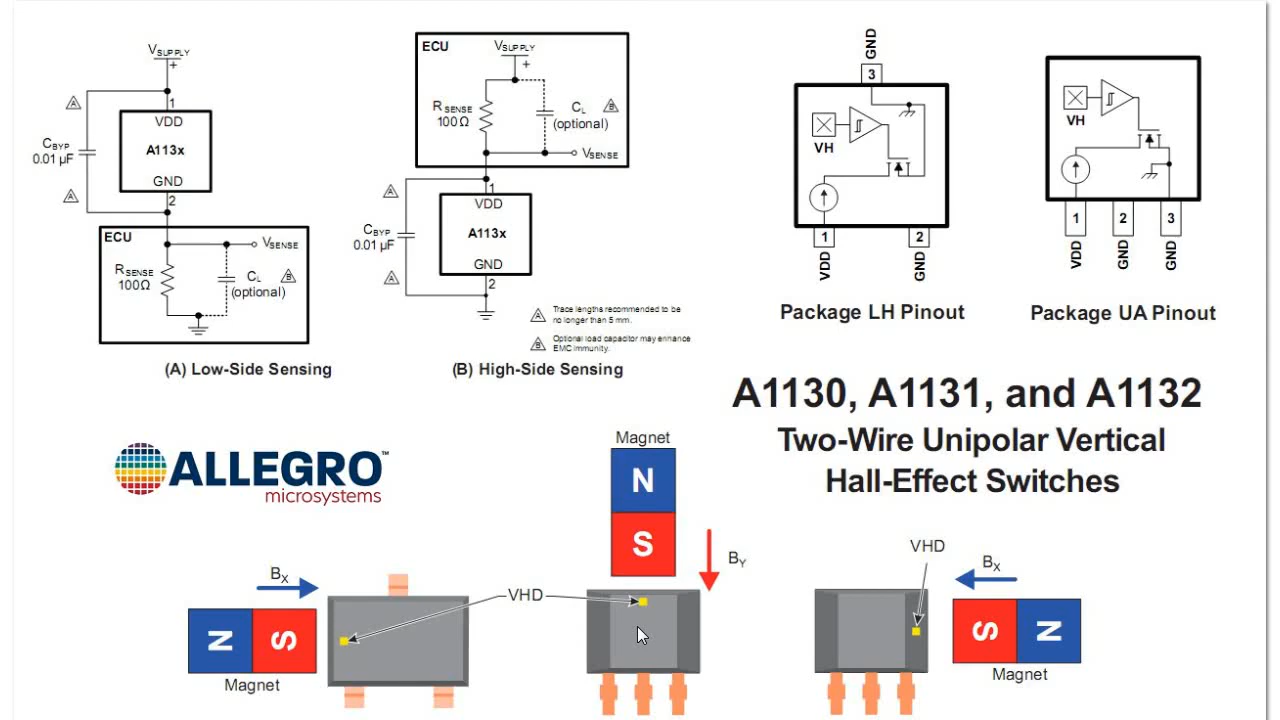 VSUPPLY
+
A
1
VDD
CBYP
0.01 µF
A113x
GND
A
2
ECU
VSENSE
RSENSE
100Ω
CL
B
(optional)
(A) Low-Side Sensing
ECU
VSUPPLY
+
RSENSE
100Ω
CL
B
(optional)
VSENSE
A
1
VDD
CBYP
0.01 µF
A113x
GND
A
2
A Trace lengths recommended to be
no longer than 5 mm.
B Optional load capacitor may enhance
EMC immunity.
(B) High-Side Sensing
GND
3
VH
1
2
VDD
GND
Package LH Pinout
VH
1
2
3
VDD
GND
GND
Package UA Pinout
A1130, A1131, and A1132
Two-Wire Unipolar Vertical
Hall-Effect Switches
ALLEGRO™
microsystems
Magnet
N
S
BY
BX
N
S
Magnet
VHD
VHD
BX
S
N
Magnet